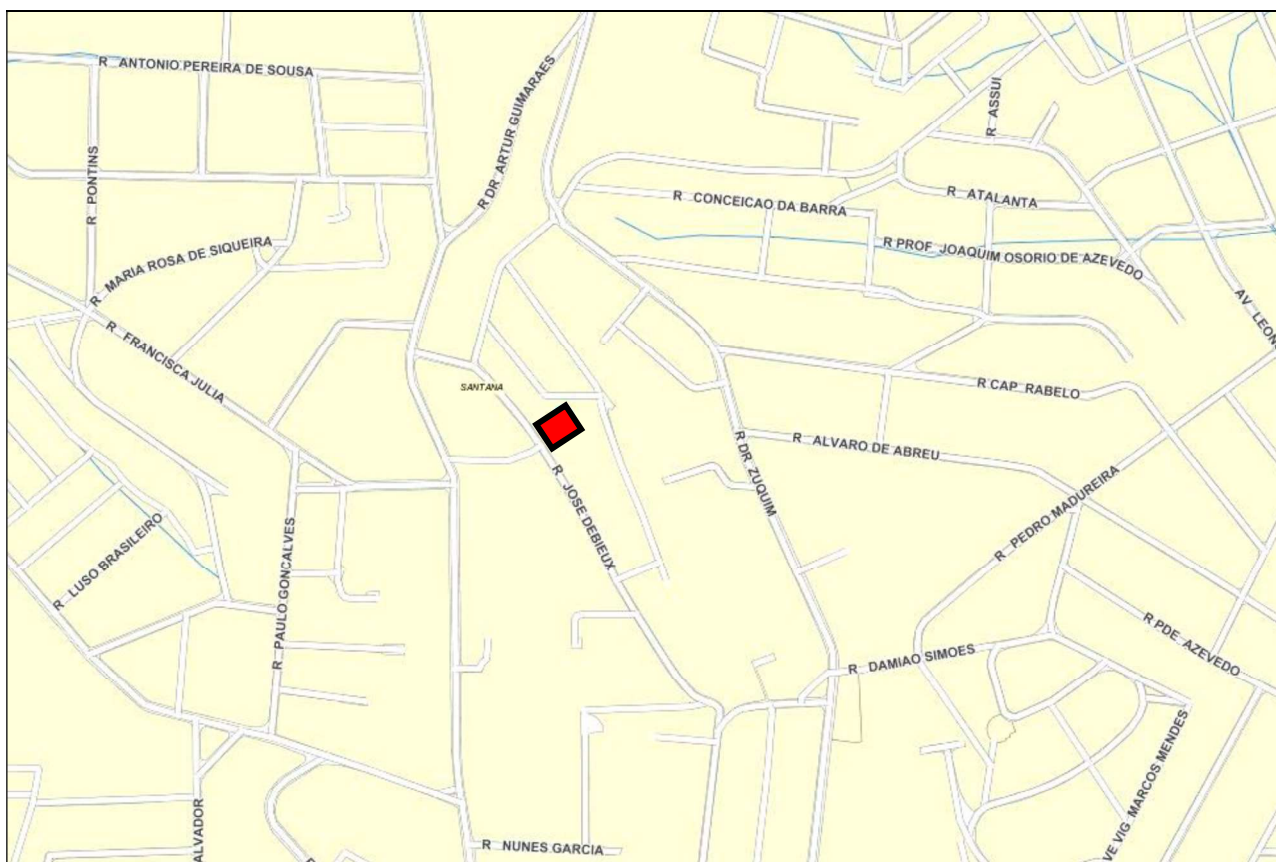 R ANTONIO PEREIRA DE SOUSA
R DR ARTUR GUIMARAES
R ASSUI
R PONTINS
R CONCEICAO DA BARRA
R ATALANTA
R MARIA ROSA DE SIQUEIRA
R PROF JOAQUIM OSORIO DE AZEVEDO
AV LEON
R FRANCISCA JULIA
SANTANA
R CAP RABELO
R ALVARO DE ABREU
R DR ZUQUIM
R JOSE DEBIEUX
R PEDRO MADUREIRA
R LUSO BRASILEIRO
R PAULO GONCALVES
R DAMIAO SIMOES
R PDE AZEVEDO
VE VIG MARCOS MENDES
ALVADOR
R NUNES GARCIA